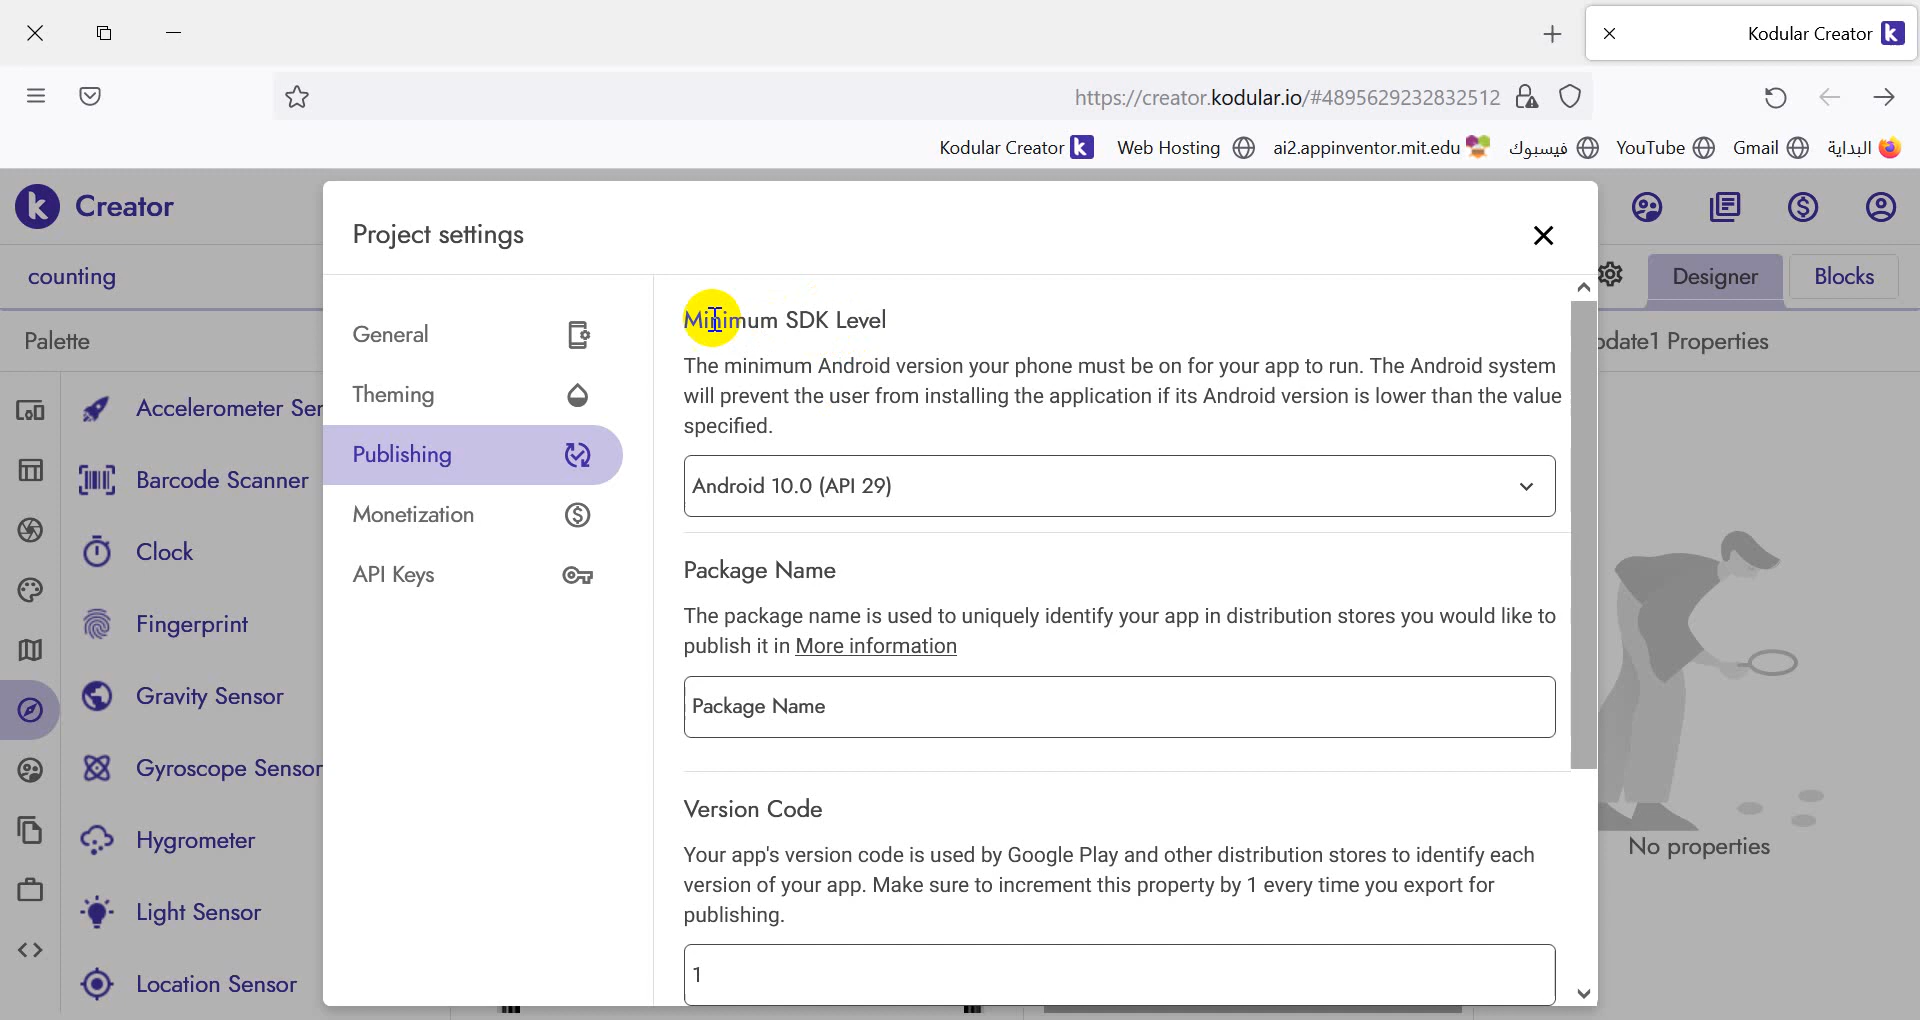 Kodular Creator
https://creator.kodular.io/#4895629232832512
Kodular Creator Web Hosting ai2.appinventor.mit.edu فيسبوك YouTube Gmail البداية
Creator
counting
Designer
Blocks
Palette
pdate1 Properties
Accelerometer Ser
Barcode Scanner
Clock
Fingerprint
Gravity Sensor
Gyroscope Sensor
Hygrometer
Light Sensor
Location Sensor
Project settings
General
Theming
Publishing
Monetization
API Keys
Minimum SDK Level
The minimum Android version your phone must be on for your app to run. The Android system
will prevent the user from installing the application if its Android version is lower than the value
specified.
Android 10.0 (API 29)
Package Name
The package name is used to uniquely identify your app in distribution stores you would like to
publish it in More information
Package Name
Version Code
Your app's version code is used by Google Play and other distribution stores to identify each
version of your app. Make sure to increment this property by 1 every time you export for
publishing.
1
No properties